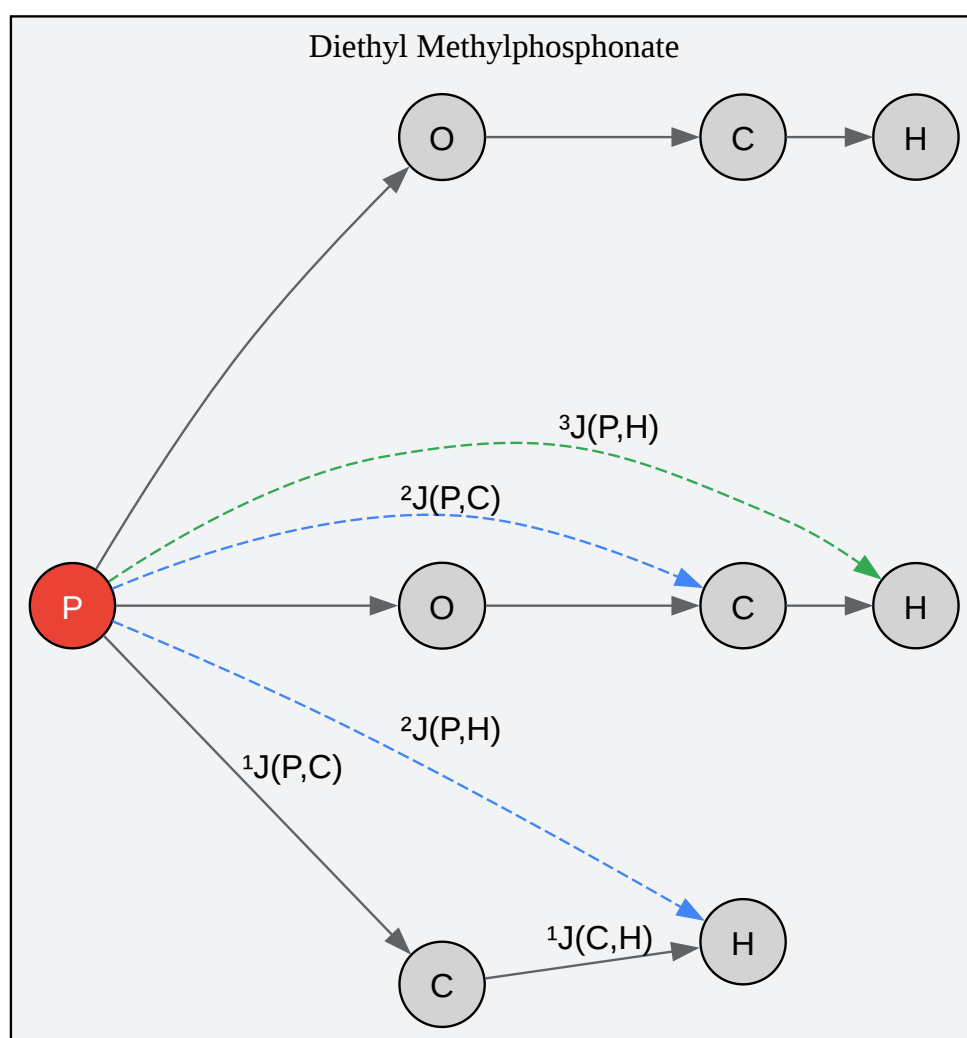 Diethyl Methylphosphonate
O
C
H
³J(P,H)
²J(P,C)
P
O
C
H
²J(P,H)
¹J(P,C)
¹J(C,H)
H
C